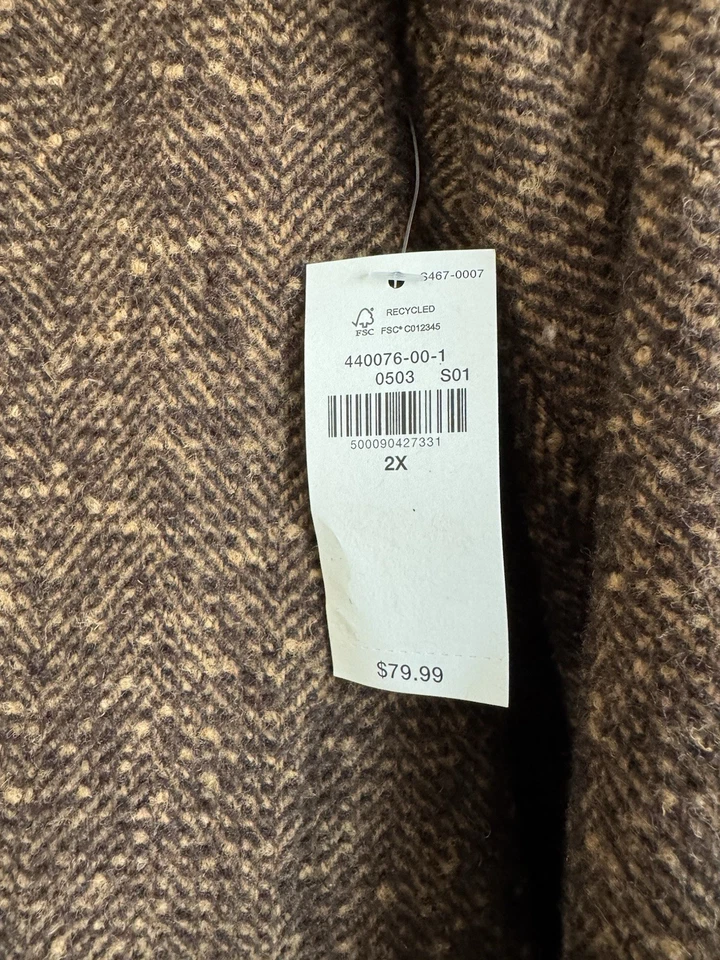 S467-0007
RECYCLED
FSC
FSC® C012345
440076-00-1
0503 S01
500090427331
2X
$79.99